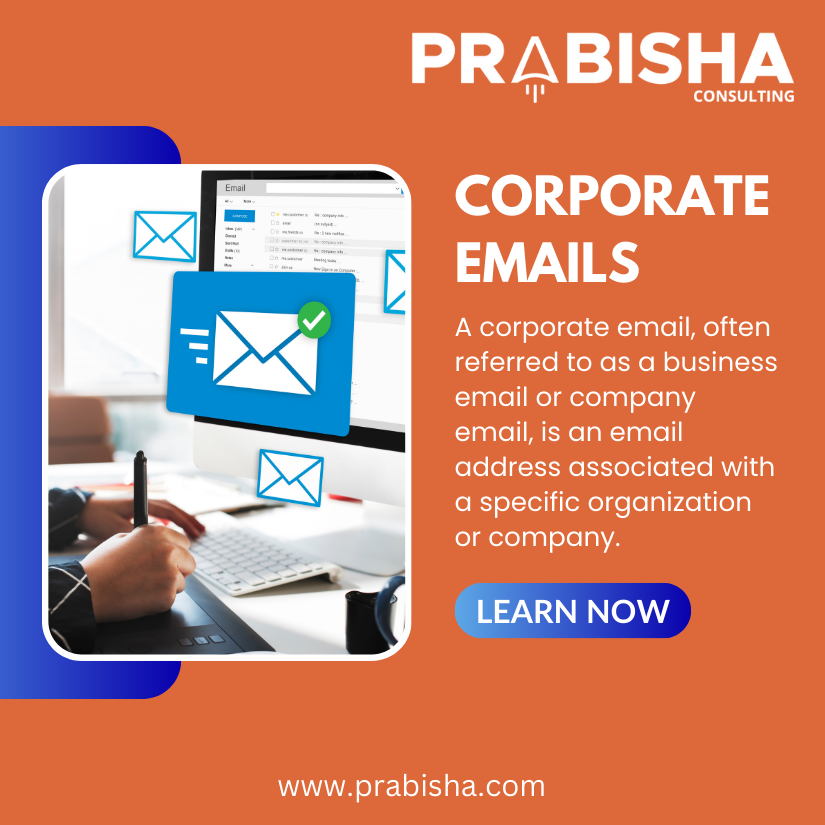 PRABISHA
CONSULTING
CORPORATE
EMAILS
A corporate email, often
referred to as a business
email or company
email, is an email
address associated with
a specific organization
or company.
LEARN NOW
Email
www.prabisha.com